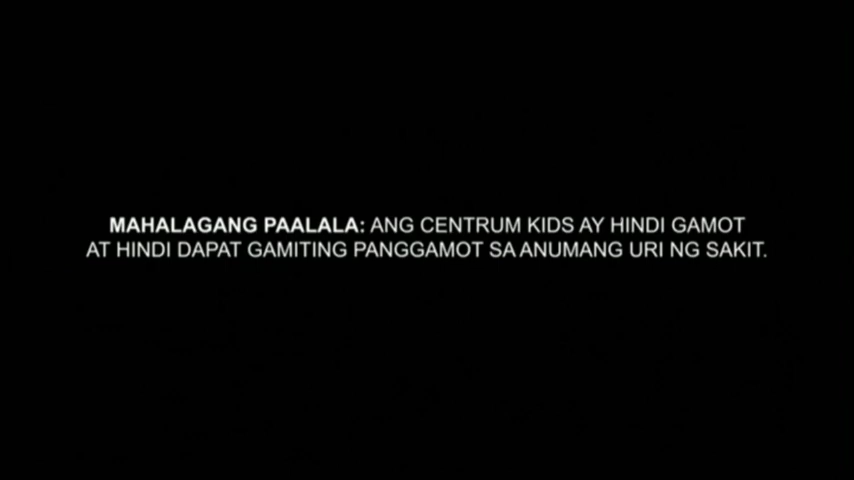 MAHALAGANG PAALALA: ANG CENTRUM KIDS AY HINDI GAMOT
AT HINDI DAPAT GAMITING PANGGAMOT SA ANUMANG URI NG SAKIT.